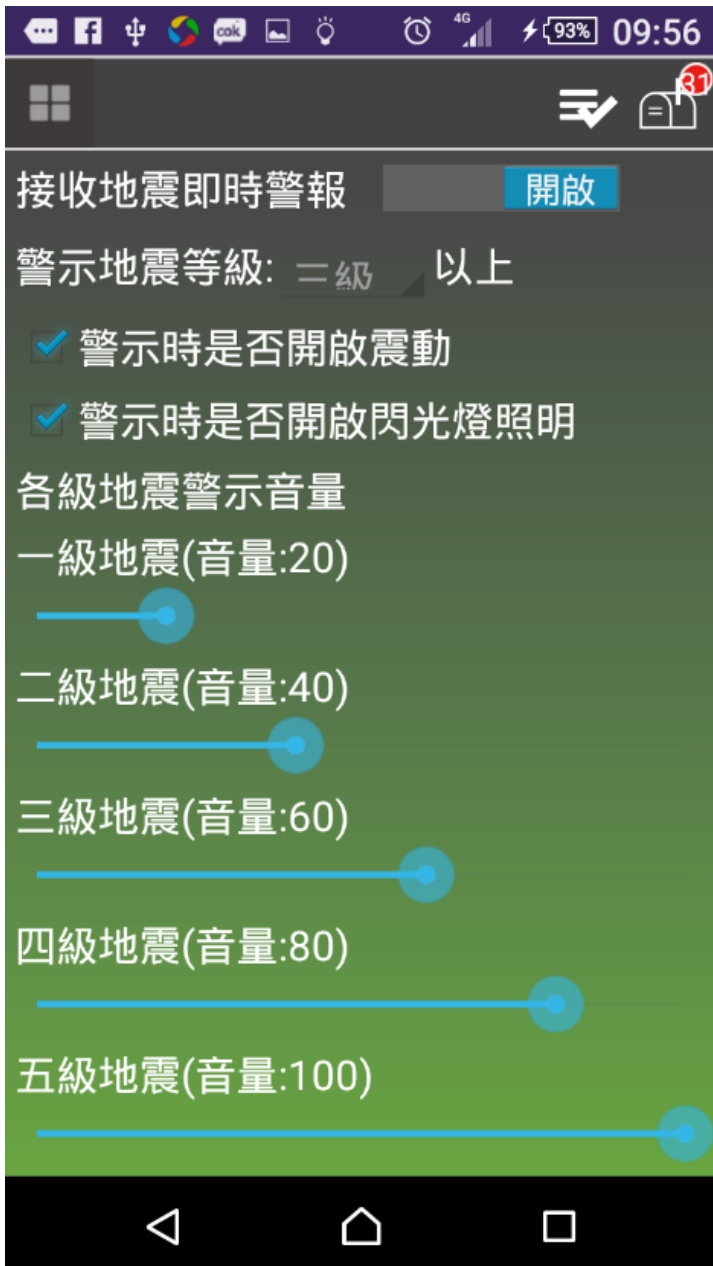 cok 4G 93% 09:56
31
接收地震即時警報 開啟
警示地震等級: 二級 以上
警示時是否開啟震動
警示時是否開啟閃光燈照明
各級地震警示音量
一級地震(音量:20)
二級地震(音量:40)
三級地震(音量:60)
四級地震(音量:80)
五級地震(音量:100)